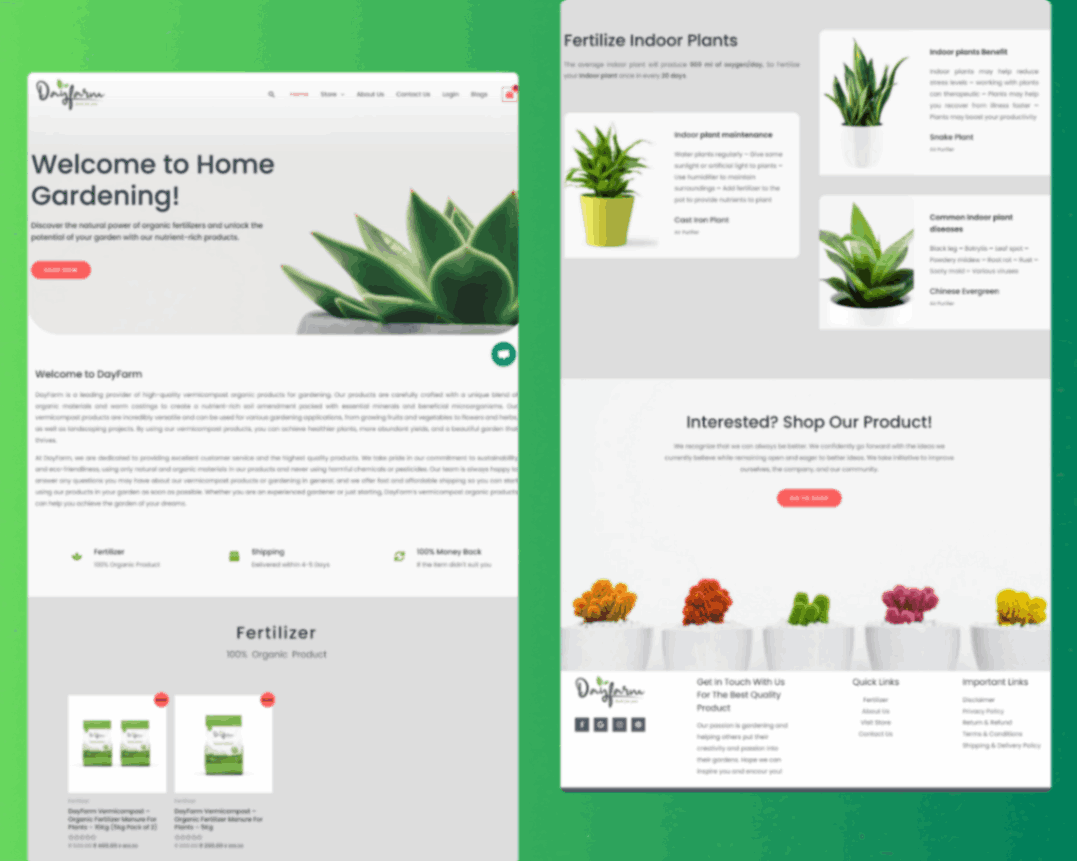 Dayfarm
Home
Store
About Us
Contact Us
Login
Blogs
Welcome to Home
Gardening!
Discover the natural power of organic fertilizers and unlock the
potential of your garden with our nutrient-rich products.
SHOP NOW
Welcome to DayFarm
DayFarm is a leading provider of high-quality vermicompost organic products for gardening. Our products are carefully crafted with a unique blend of
organic materials and worm castings to create a nutrient-rich soil amendment packed with essential minerals and beneficial microorganisms. Our
vermicompost products are incredibly versatile and can be used for various gardening applications, from growing fruits and vegetables to flowers and herbs,
as well as landscaping projects. By using our vermicompost products, you can achieve healthier plants, more abundant yields, and a beautiful garden that
thrives.
At Dayfarm, we are dedicated to providing excellent customer service and the highest quality products. We take pride in our commitment to sustainability
and eco-friendliness, using only natural and organic materials in our products and never using harmful chemicals or pesticides. Our team is always happy to
answer any questions you may have about our vermicompost products or gardening in general, and we offer fast and affordable shipping so you can start
using our products in your garden as soon as possible. Whether you are an experienced gardener or just starting, DayFarm's vermicompost organic products
can help you achieve the garden of your dreams.
Fertilizer
100% Organic Product
Shipping
Delivered within 4-5 Days
100% Money Back
If the item didn't suit you
Fertilizer
100% Organic Product
Fertilizer
DayFarm Vermicompost –
Organic Fertilizer Manure For
Plants – 10kg (5kg Pack of 2)
Fertilizer
DayFarm Vermicompost –
Organic Fertilizer Manure For
Plants – 5kg
Fertilize Indoor Plants
The average indoor plant will produce ml of oxygen/day, So Fertilize
your indoor plant once in every 20 days.
Indoor plant maintenance
Water plants regularly – Give some
sunlight or artificial light to plants –
Use humidifier to maintain
surroundings – Add fertilizer to the
pot to provide nutrients to plant
Cast Iron Plant
Air Purifier
Indoor plants Benefit
Indoor plants may help reduce
stress levels – working with plants
can therapeutic – Plants may help
you recover from illness faster –
Plants may boost your productivity
Snake Plant
Air Purifier
Common Indoor plant
diseases
Black leg – Botrytis – Leaf spot –
Powdery mildew – Root rot – Rust –
Sooty mold – Various viruses
Chinese Evergreen
Air Purifier
Interested? Shop Our Product!
We recognise that we can always be better. We confidently go forward with the ideas we
currently believe while remaining open and eager to better ideas. We take initiative to improve
ourselves, the company, and our community.
GO TO SHOP
Dayfarm
Get In Touch With Us
For The Best Quality
Product
Our passion is gardening and
helping others put their
creativity and passion into
their gardens. Hope we can
inspire you and encour you!
Quick Links
Fertilizer
About Us
Visit Store
Contact Us
Important Links
Disclaimer
Privacy Policy
Return & Refund
Terms & Conditions
Shipping & Delivery Policy